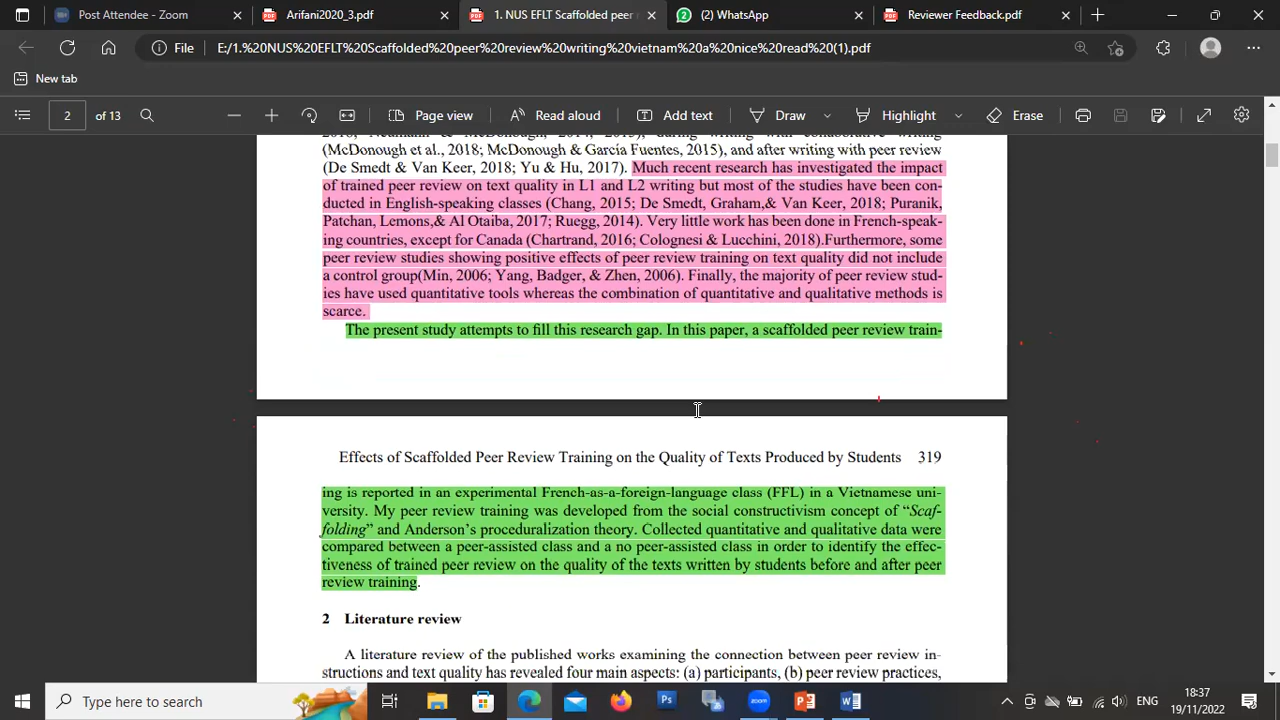 Post Attendee - Zoom
Arifani2020_3.pdf
1. NUS EFLT Scaffolded peer re
(2) WhatsApp
Reviewer Feedback.pdf
File
E:/1.%20NUS%20EFLT%20Scaffolded%20peer%20review%20writing%20vietnam%20a%20nice%20read%20(1).pdf
New tab
2 of 13
Page view
Read aloud
Add text
Draw
Highlight
Erase
(McDonough et al., 2018; McDonough & García Fuentes, 2015), and after writing with peer review
(De Smedt & Van Keer, 2018; Yu & Hu, 2017). Much recent research has investigated the impact
of trained peer review on text quality in L1 and L2 writing but most of the studies have been con-
ducted in English-speaking classes (Chang, 2015; De Smedt, Graham,& Van Keer, 2018; Puranik,
Patchan, Lemons,& Al Otaiba, 2017; Ruegg, 2014). Very little work has been done in French-speak-
ing countries, except for Canada (Chartrand, 2016; Colognesi & Lucchini, 2018).Furthermore, some
peer review studies showing positive effects of peer review training on text quality did not include
a control group(Min, 2006; Yang, Badger, & Zhen, 2006). Finally, the majority of peer review stud-
ies have used quantitative tools whereas the combination of quantitative and qualitative methods is
scarce.
The present study attempts to fill this research gap. In this paper, a scaffolded peer review train-
Effects of Scaffolded Peer Review Training on the Quality of Texts Produced by Students 319
ing is reported in an experimental French-as-a-foreign-language class (FFL) in a Vietnamese uni-
versity. My peer review training was developed from the social constructivism concept of “Scaf-
folding” and Anderson’s proceduralization theory. Collected quantitative and qualitative data were
compared between a peer-assisted class and a no peer-assisted class in order to identify the effec-
tiveness of trained peer review on the quality of the texts written by students before and after peer
review training.
2 Literature review
A literature review of the published works examining the connection between peer review in-
structions and text quality has revealed four main aspects: (a) participants, (b) peer review practices,
Type here to search
ENG
18:37
19/11/2022